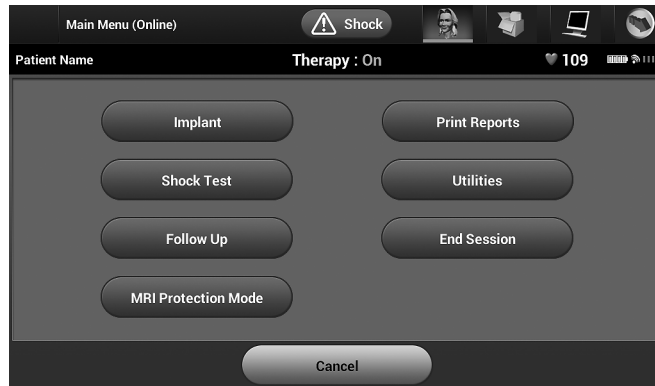 Main Menu (Online)
Shock
Patient Name
Therapy : On
109
Implant
Print Reports
Shock Test
Utilities
Follow Up
End Session
MRI Protection Mode
Cancel